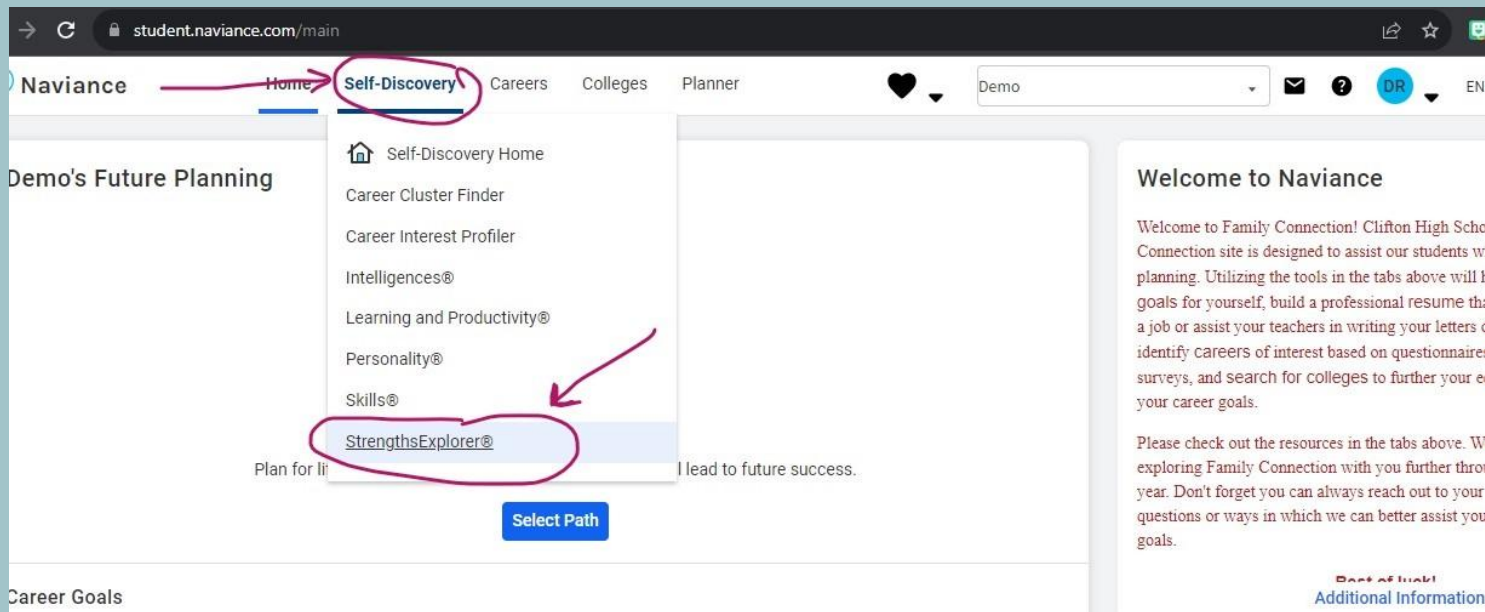 student.naviance.com/main
Naviance
Home
Self-Discovery
Careers
Colleges
Planner
Demo
DR
EN
Self-Discovery Home
Career Cluster Finder
Career Interest Profiler
Intelligences®
Learning and Productivity®
Personality®
Skills®
StrengthsExplorer®
Demo's Future Planning
Plan for
lead to future success.
Select Path
Career Goals
Welcome to Naviance
Welcome to Family Connection! Clifton High
Connection site is designed to assist our students
planning. Utilizing the tools in the tabs above will
goals for yourself, build a professional resume
a job or assist your teachers in writing your letters
identify careers of interest based on
surveys, and search for colleges to further your
your career goals.
Please check out the resources in the tabs above.
exploring Family Connection with you further
year. Don't forget you can always reach out to your
questions or ways in which we can better assist
goals.
Best of luck!
Additional Information